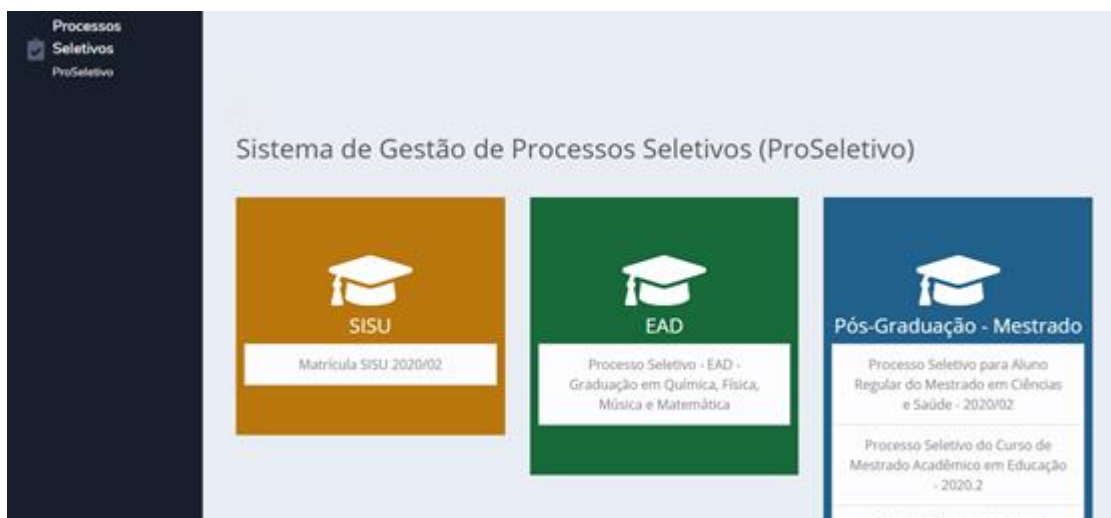 Processos
Seletivos
ProSeletivo
Sistema de Gestão de Processos Seletivos (ProSeletivo)
SISU
Matrícula SISU 2020/02
EAD
Processo Seletivo - EAD -
Graduação em Química, Física,
Música e Matemática
Pós-Graduação - Mestrado
Processo Seletivo para Aluno
Regular do Mestrado em Ciências
e Saúde - 2020/02
Processo Seletivo do Curso de
Mestrado Acadêmico em Educação
- 2020.2